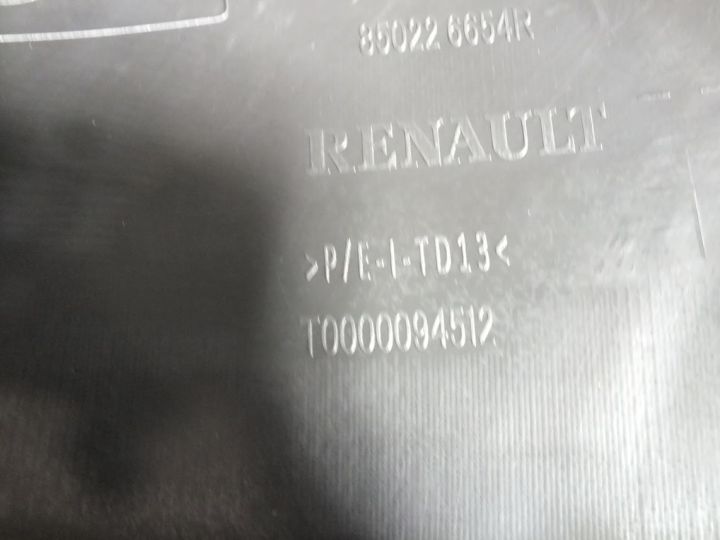 850226654R
RENAULT
>P/E-I-TD13<
T0000094512